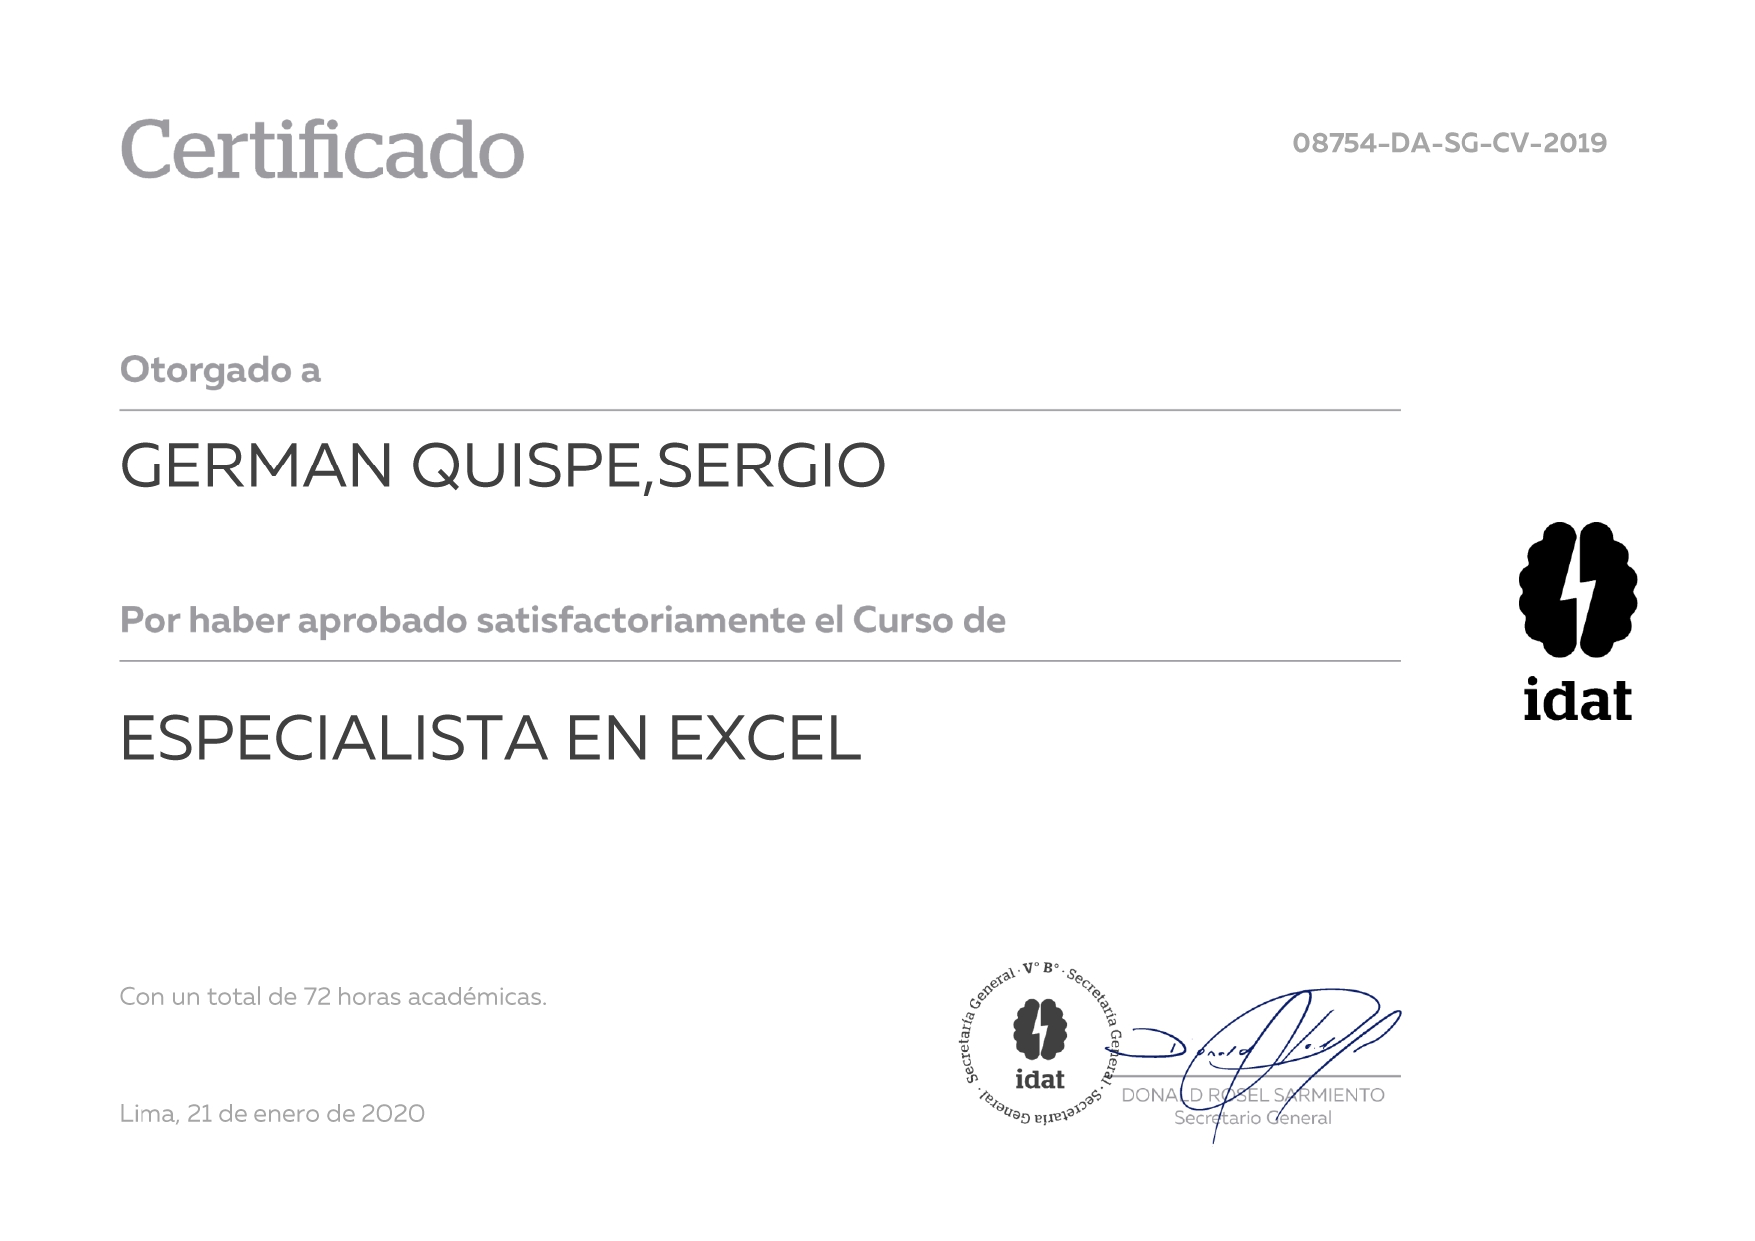 Certificado
08754-DA-SG-CV-2019
Otorgado a
GERMAN QUISPE,SERGIO
Por haber aprobado satisfactoriamente el Curso de
idat
ESPECIALISTA EN EXCEL
Con un total de 72 horas académicas.
Secretaría General · V° B° · Secretaría General · Secretaría General ·
idat
Donald
DONALD ROSEL SARMIENTO
Secretario General
Lima, 21 de enero de 2020